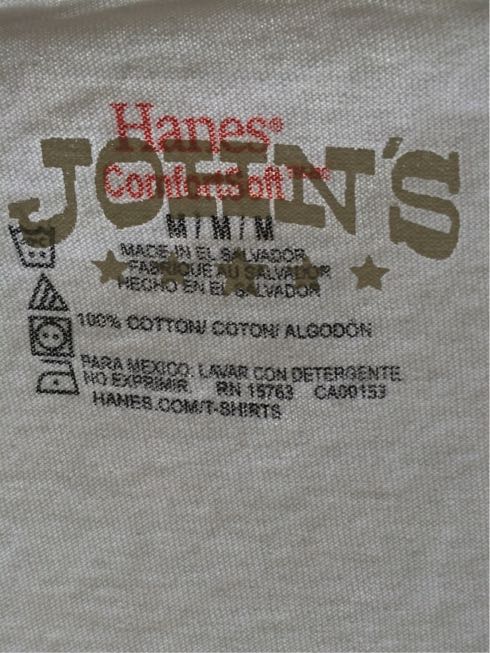 Hanes®
JOHN'S
ComfortSoft™
M / M / M
MADE IN EL SALVADOR
FABRIQUÉ AU SALVADOR
HECHO EN EL SALVADOR
100% COTTON/ COTON/ ALGODÓN
PARA MEXICO: LAVAR CON DETERGENTE.
NO EXPRIMIR. RN 15763 CA00153
HANES.COM/T-SHIRTS